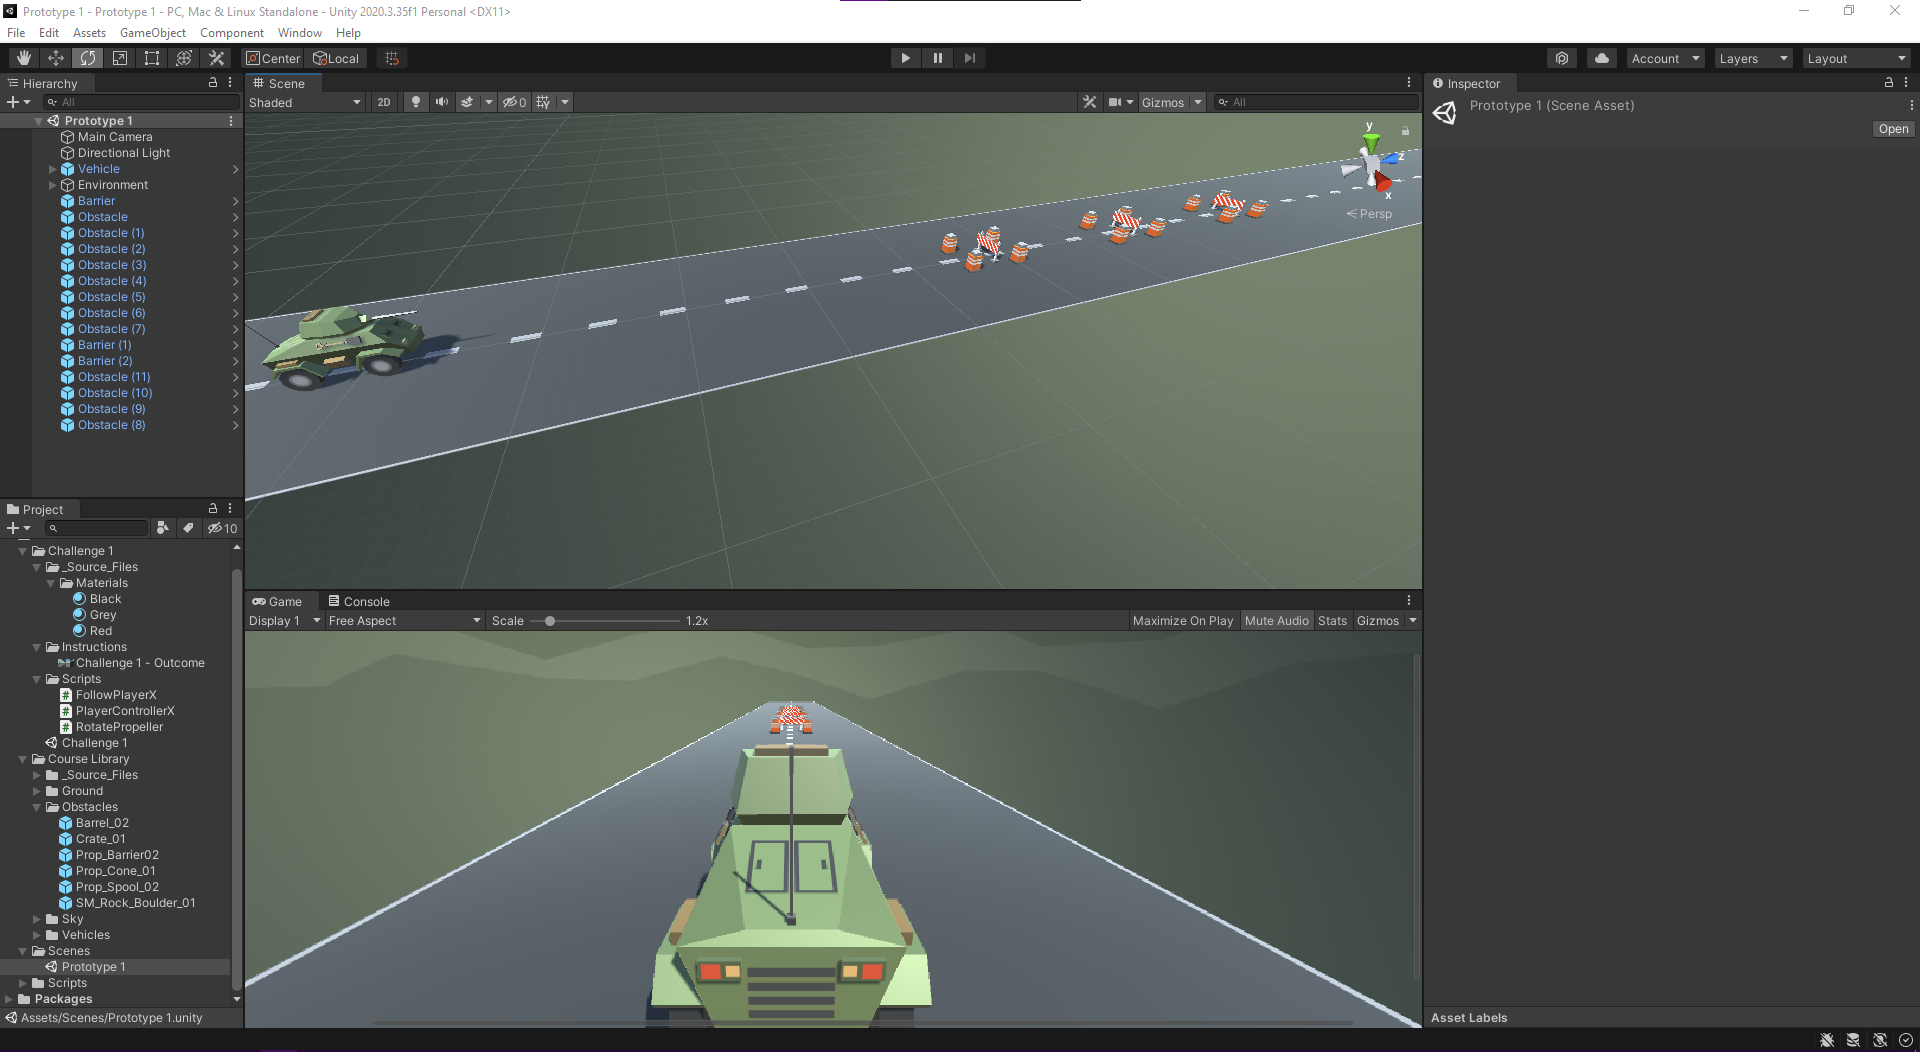 Prototype 1 - Prototype 1 - PC, Mac & Linux Standalone - Unity 2020.3.35f1 Personal <DX11>
File Edit Assets GameObject Component Window Help
Center Local
Account Layers Layout
Hierarchy
All
Prototype 1
Main Camera
Directional Light
Vehicle
Environment
Barrier
Obstacle
Obstacle (1)
Obstacle (2)
Obstacle (3)
Obstacle (4)
Obstacle (5)
Obstacle (6)
Obstacle (7)
Barrier (1)
Barrier (2)
Obstacle (11)
Obstacle (10)
Obstacle (9)
Obstacle (8)
Project
10
Challenge 1
_Source_Files
Materials
Black
Grey
Red
Instructions
Challenge 1 - Outcome
Scripts
FollowPlayerX
PlayerControllerX
RotatePropeller
Challenge 1
Course Library
_Source_Files
Ground
Obstacles
Barrel_02
Crate_01
Prop_Barrier02
Prop_Cone_01
Prop_Spool_02
SM_Rock_Boulder_01
Sky
Vehicles
Scenes
Prototype 1
Scripts
Packages
Assets/Scenes/Prototype 1.unity
Scene
Shaded 2D 0 Gizmos All
y
z
x
Persp
Game Console
Display 1 Free Aspect Scale 1.2x Maximize On Play Mute Audio Stats Gizmos
Inspector
Prototype 1 (Scene Asset)
Open
Asset Labels